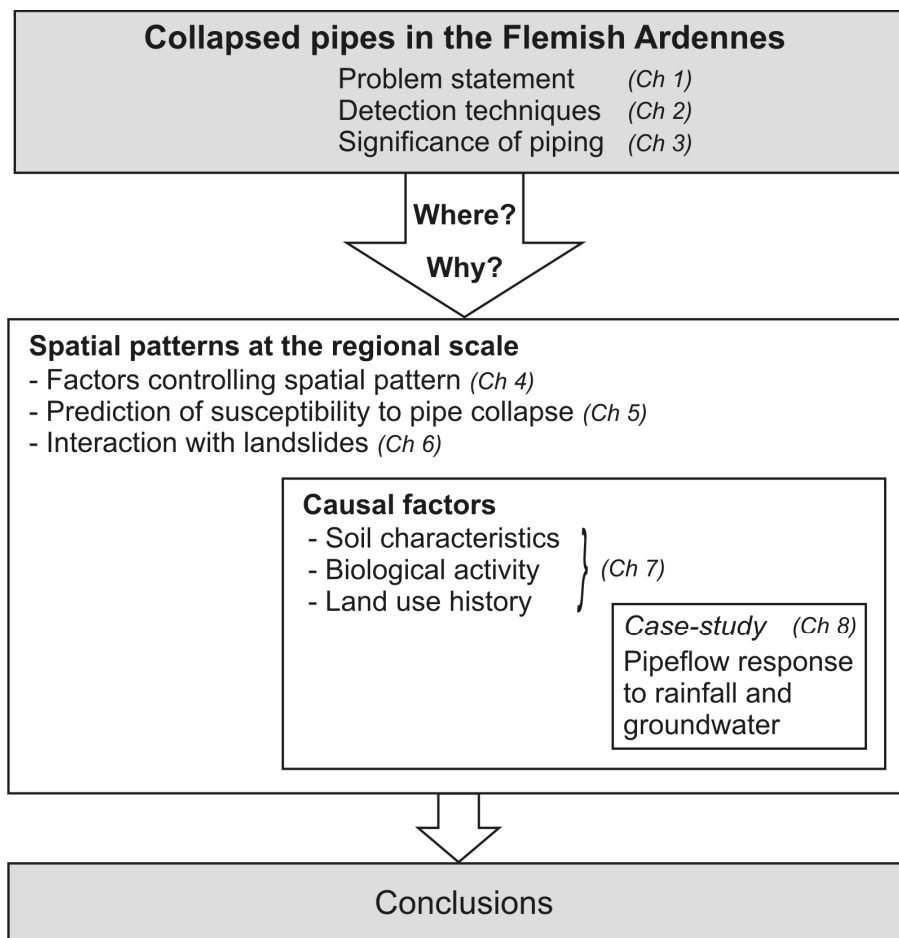 Collapsed pipes in the Flemish Ardennes
Problem statement (Ch 1)
Detection techniques (Ch 2)
Significance of piping (Ch 3)
Where?
Why?
Spatial patterns at the regional scale
- Factors controlling spatial pattern (Ch 4)
- Prediction of susceptibility to pipe collapse (Ch 5)
- Interaction with landslides (Ch 6)
Causal factors
- Soil characteristics
- Biological activity
- Land use history
(Ch 7)
Case-study (Ch 8)
Pipeflow response
to rainfall and
groundwater
Conclusions